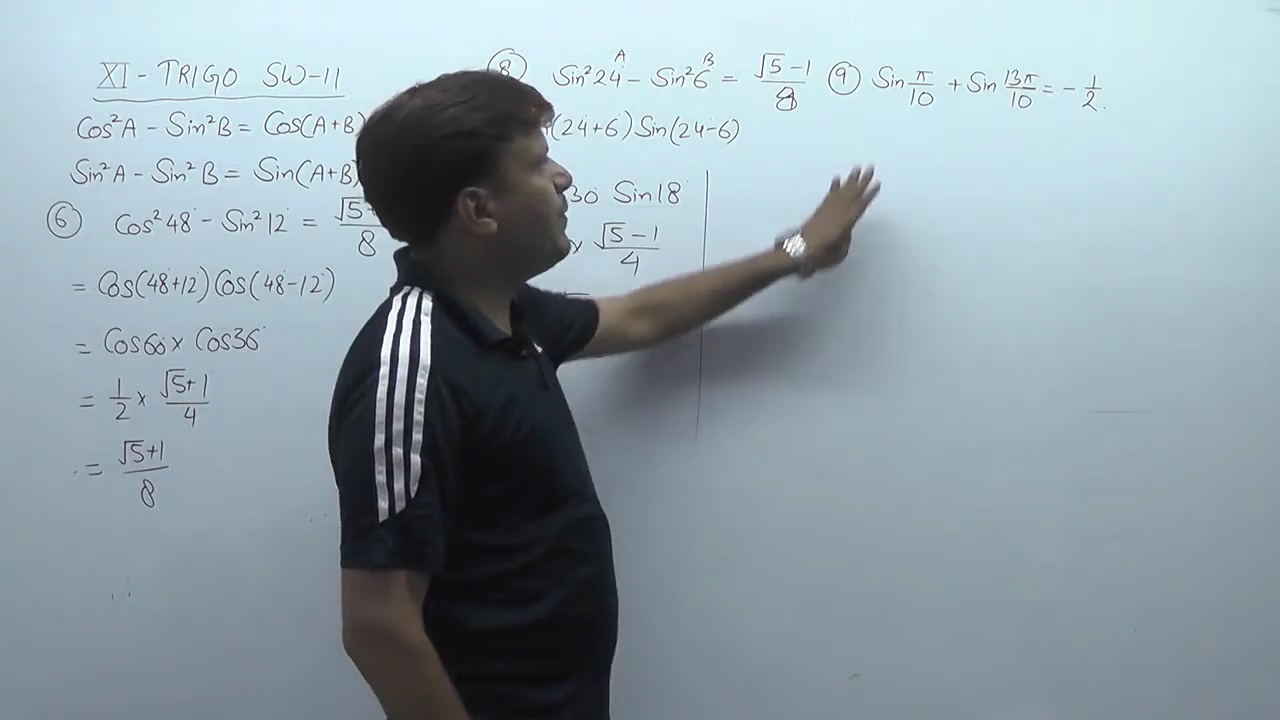 XI - TRIGO SW-11
Cos²A - Sin²B = Cos(A+B)
Sin²A - Sin²B = Sin(A+B)
⑥ Cos²48° - Sin²12° = √5+ / 8
= Cos(48°+12°)Cos(48°-12°)
= Cos60° × Cos36°
= 1/2 × √5+1 / 4
= √5+1 / 8
⑧ Sin²24° - Sin²6° = √5-1 / 8
A B
(24+6)Sin(24-6)
30° Sin18°
× √5-1 / 4
⑨ Sin π/10 + Sin 13π/10 = -1/2.